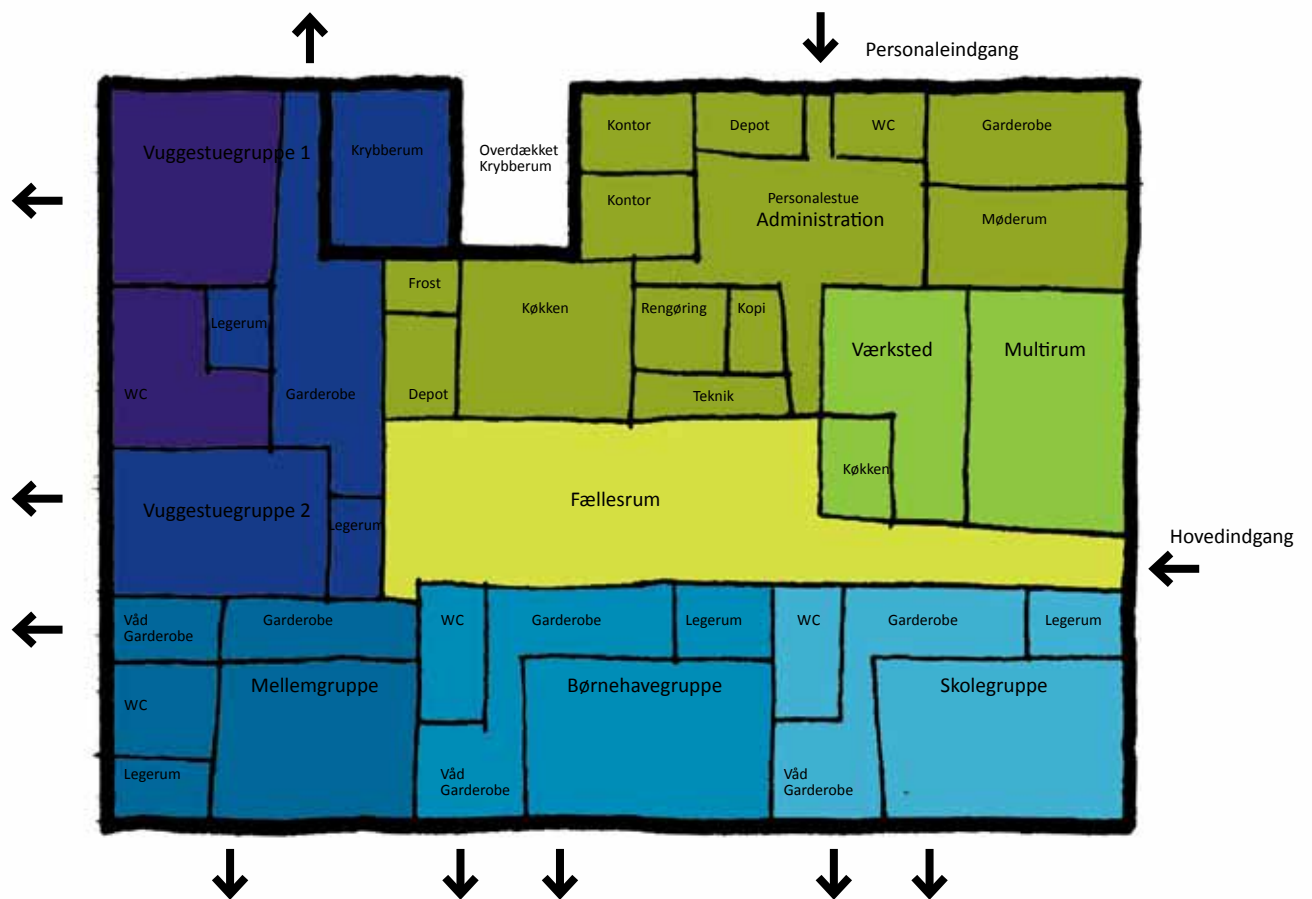 Personaleindgang
Vuggestuegruppe 1
Krybberum
Overdækket
Krybberum
Kontor
Depot
WC
Garderobe
Kontor
Personalestue
Administration
Møderum
Frost
Køkken
Rengøring
Kopi
Legerum
WC
Garderobe
Depot
Teknik
Værksted
Multirum
Køkken
Vuggestuegruppe 2
Legerum
Fællesrum
Hovedindgang
Våd
Garderobe
Garderobe
WC
Garderobe
Legerum
WC
Garderobe
Legerum
Mellemgruppe
Børnehavegruppe
Skolegruppe
WC
Legerum
Våd
Garderobe
Våd
Garderobe